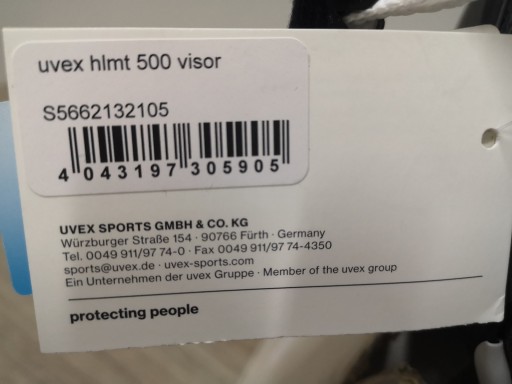 uvex hlmt 500 visor
S5662132105
4 043197 305905
UVEX SPORTS GMBH & CO. KG
Würzburger Straße 154 · 90766 Fürth · Germany
Tel. 0049 911/97 74-0 · Fax 0049 911/97 74-4350
sports@uvex.de · uvex-sports.com
Ein Unternehmen der uvex Gruppe · Member of the uvex group
protecting people